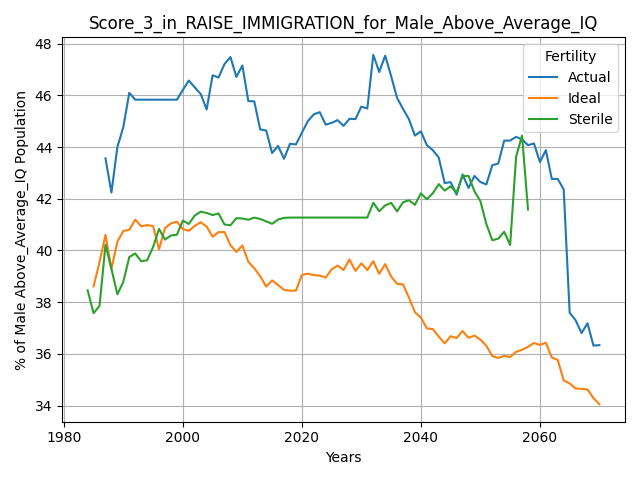 Score_3_in_RAISE_IMMIGRATION_for_Male_Above_Average_IQ
% of Male Above_Average_IQ Population
48
46
44
42
40
38
36
34
Fertility
Actual
Ideal
Sterile
1980
2000
2020
2040
2060
Years